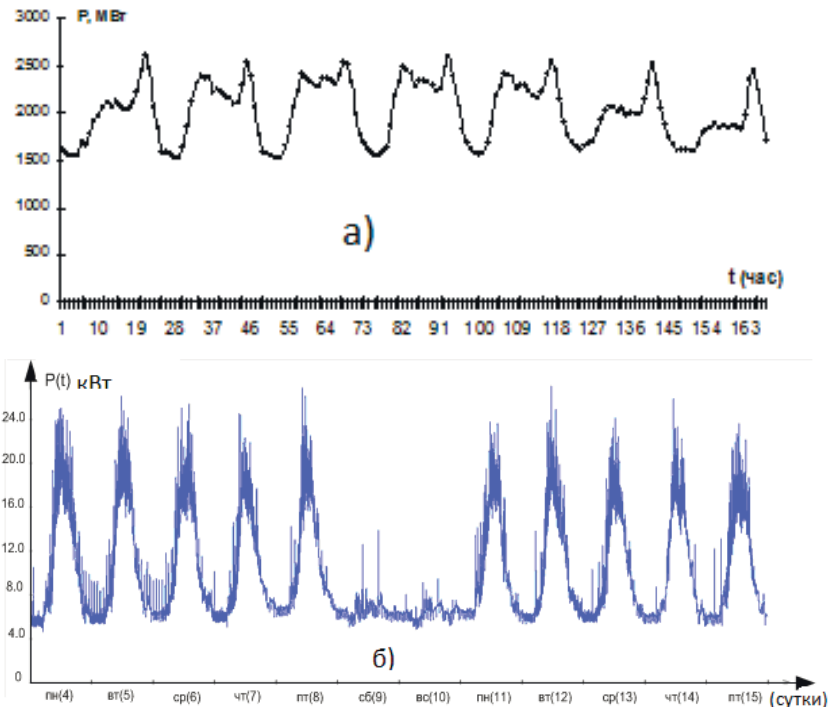 3000 P, МВт
2500
2000
1500
1000
500
а)
t (час)
0
1 10 19 28 37 46 55 64 73 82 91 100 109 118 127 136 145 154 163
P(t) кВт
24.0
20.0
16.0
12.0
8.0
4.0
б)
0
пн(4) вт(5) ср(6) чт(7) пт(8) сб(9) вс(10) пн(11) вт(12) ср(13) чт(14) пт(15) (сутки)